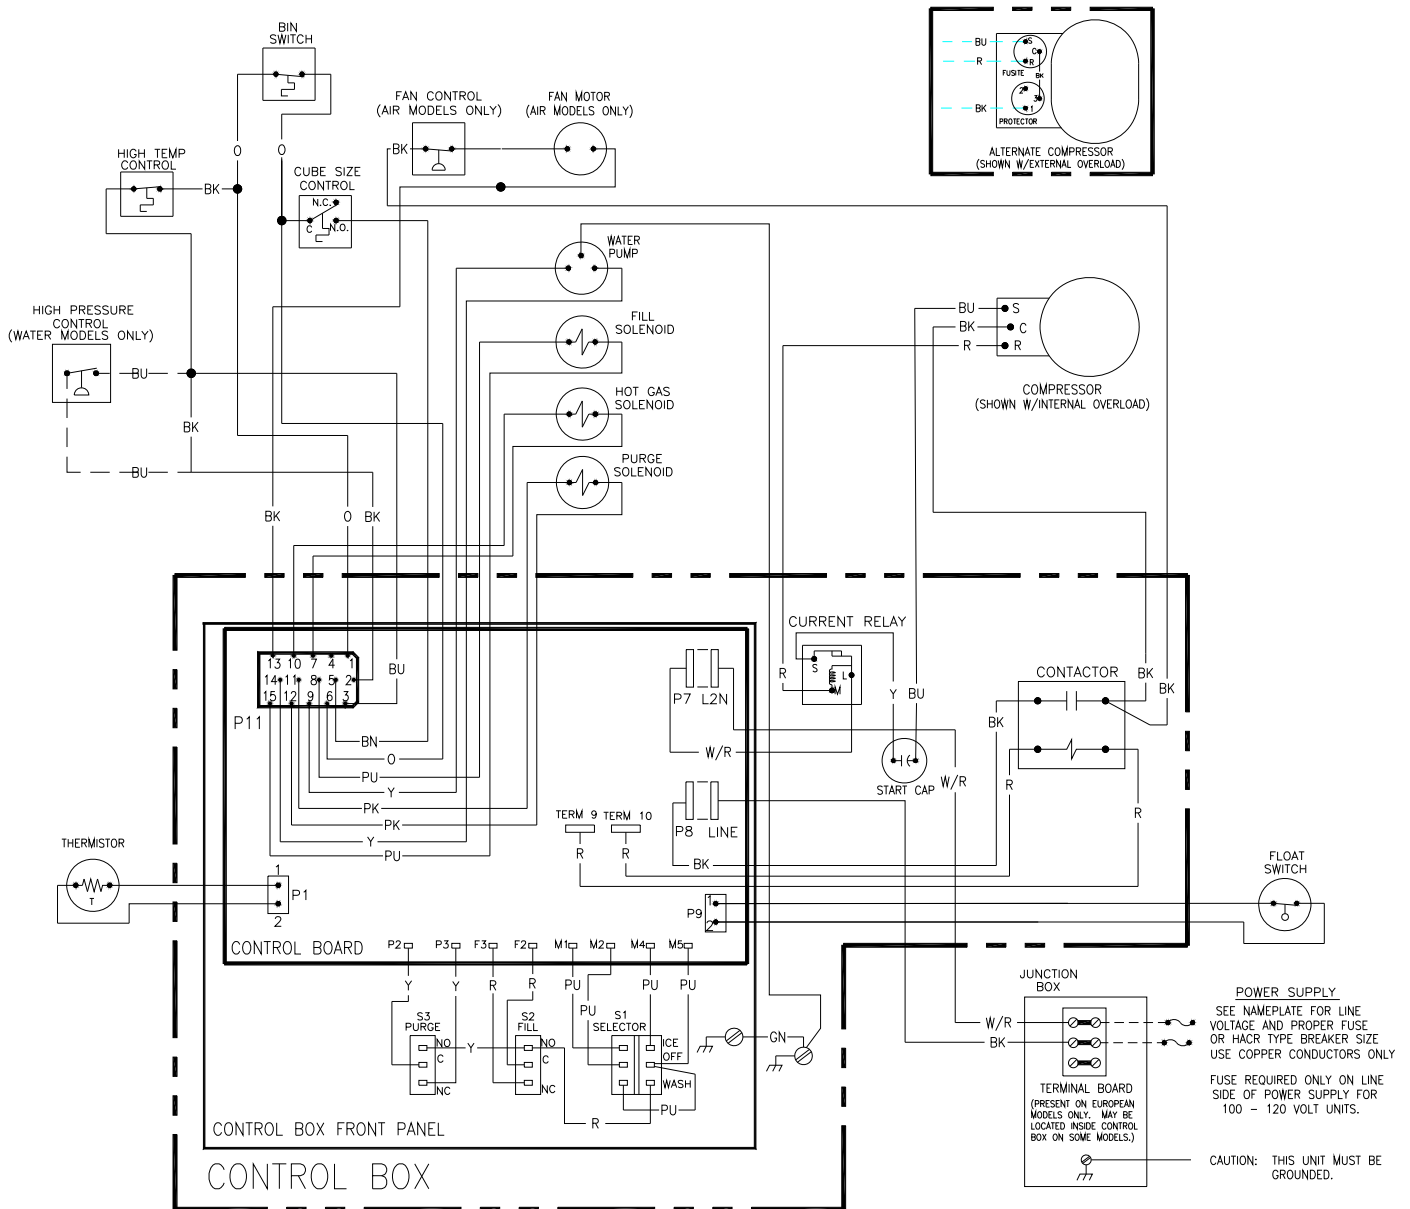 BIN
SWITCH
O
O
HIGH TEMP
CONTROL
BK
CUBE SIZE
CONTROL
N.C.
C
N.O.
FAN CONTROL
(AIR MODELS ONLY)
BK
FAN MOTOR
(AIR MODELS ONLY)
BU
R
BK
S
C
R
FUSITE
BK
2
3
1
PROTECTOR
ALTERNATE COMPRESSOR
(SHOWN W/EXTERNAL OVERLOAD)
WATER
PUMP
HIGH PRESSURE
CONTROL
(WATER MODELS ONLY)
BU
BK
BU
FILL
SOLENOID
HOT GAS
SOLENOID
PURGE
SOLENOID
BU
BK
R
S
C
R
COMPRESSOR
(SHOWN W/INTERNAL OVERLOAD)
BK
O
BK
BU
13 10 7 4 1
14 11 8 5 2
15 12 9 6 3
P11
BN
O
PU
Y
PK
PK
Y
PU
CURRENT RELAY
S
L
M
R
Y
BU
P7 L2N
W/R
START CAP
W/R
CONTACTOR
BK
BK
BK
R
R
P8 LINE
BK
TERM 9 TERM 10
R
R
THERMISTOR
T
1
P1
2
P9
1
2
FLOAT
SWITCH
CONTROL BOARD
P2 P3 F3 F2 M1 M2 M4 M5
Y
Y
R
R
PU
PU
PU
PU
S3
PURGE
NO
C
NC
Y
S2
FILL
NO
C
NC
S1
SELECTOR
ICE
OFF
WASH
PU
R
GN
CONTROL BOX FRONT PANEL
CONTROL BOX
JUNCTION
BOX
W/R
BK
TERMINAL BOARD
(PRESENT ON EUROPEAN
MODELS ONLY. MAY BE
LOCATED INSIDE CONTROL
BOX ON SOME MODELS.)
POWER SUPPLY
SEE NAMEPLATE FOR LINE
VOLTAGE AND PROPER FUSE
OR HACR TYPE BREAKER SIZE
USE COPPER CONDUCTORS ONLY
FUSE REQUIRED ONLY ON LINE
SIDE OF POWER SUPPLY FOR
100 - 120 VOLT UNITS.
CAUTION: THIS UNIT MUST BE
GROUNDED.